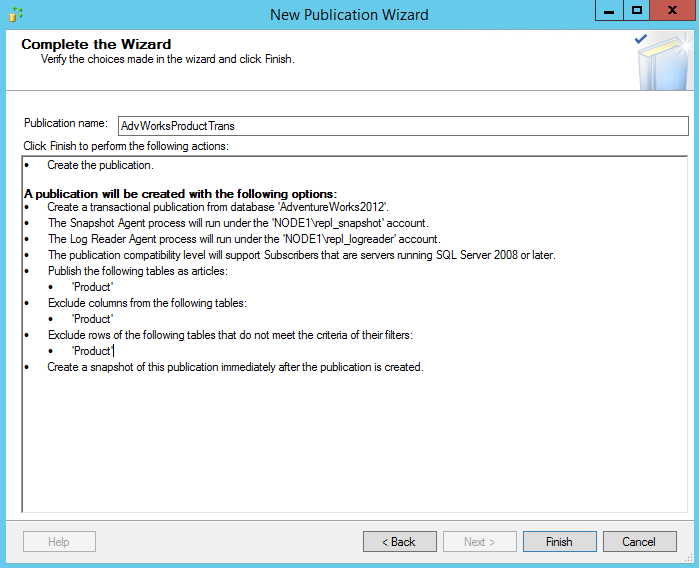 New Publication Wizard
Complete the Wizard
Verify the choices made in the wizard and click Finish.
Publication name: AdvWorksProductTrans
Click Finish to perform the following actions:
• Create the publication.
A publication will be created with the following options:
• Create a transactional publication from database 'AdventureWorks2012'.
• The Snapshot Agent process will run under the 'NODE1\repl_snapshot' account.
• The Log Reader Agent process will run under the 'NODE1\repl_logreader' account.
• The publication compatibility level will support Subscribers that are servers running SQL Server 2008 or later.
• Publish the following tables as articles:
• 'Product'
• Exclude columns from the following tables:
• 'Product'
• Exclude rows of the following tables that do not meet the criteria of their filters:
• 'Product'
• Create a snapshot of this publication immediately after the publication is created.
Help < Back Next > Finish Cancel